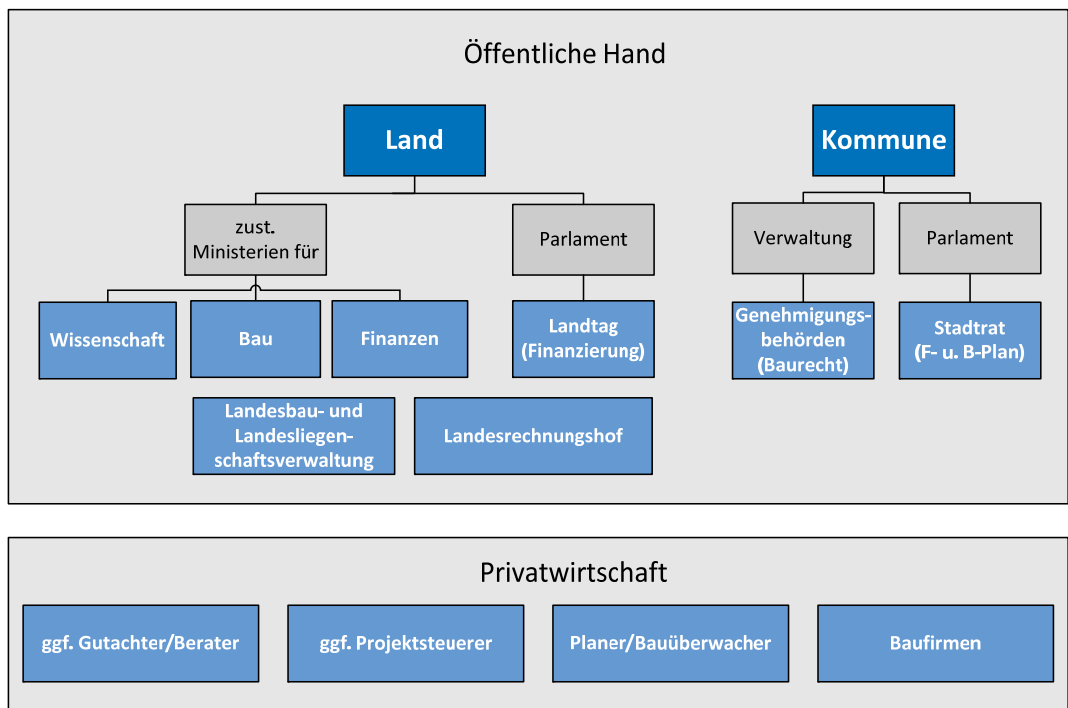 Öffentliche Hand
Land
Kommune
zust.
Ministerien für
Parlament
Verwaltung
Parlament
Wissenschaft
Bau
Finanzen
Landtag
(Finanzierung)
Genehmigungs-
behörden
(Baurecht)
Stadtrat
(F- u. B-Plan)
Landesbau- und
Landesliegen-
schaftsverwaltung
Landesrechnungshof
Privatwirtschaft
ggf. Gutachter/Berater
ggf. Projektsteuerer
Planer/Bauüberwacher
Baufirmen